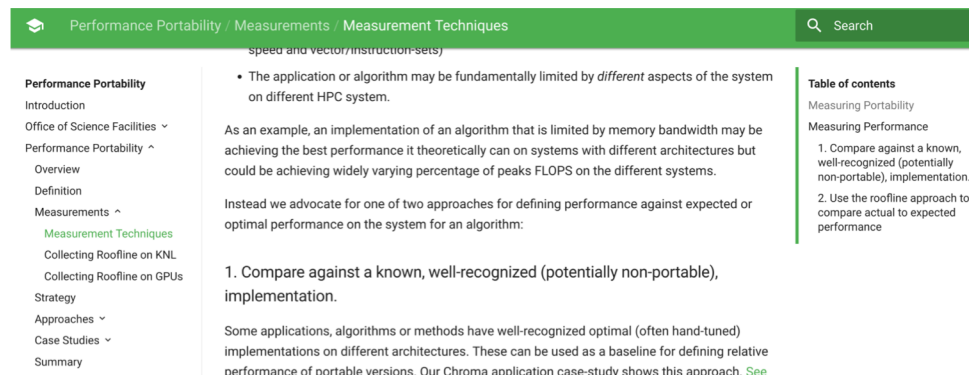 Performance Portability / Measurements / Measurement Techniques
Search
Performance Portability
Introduction
Office of Science Facilities
Performance Portability
Overview
Definition
Measurements
Measurement Techniques
Collecting Roofline on KNL
Collecting Roofline on GPUs
Strategy
Approaches
Case Studies
Summary
speed and vector/instruction-sets)
• The application or algorithm may be fundamentally limited by different aspects of the system
on different HPC system.
As an example, an implementation of an algorithm that is limited by memory bandwidth may be
achieving the best performance it theoretically can on systems with different architectures but
could be achieving widely varying percentage of peaks FLOPS on the different systems.
Instead we advocate for one of two approaches for defining performance against expected or
optimal performance on the system for an algorithm:
1. Compare against a known, well-recognized (potentially non-portable),
implementation.
Some applications, algorithms or methods have well-recognized optimal (often hand-tuned)
implementations on different architectures. These can be used as a baseline for defining relative
performance of portable versions. Our Chroma application case-study shows this approach. See
Table of contents
Measuring Portability
Measuring Performance
1. Compare against a known,
well-recognized (potentially
non-portable), implementation.
2. Use the roofline approach to
compare actual to expected
performance